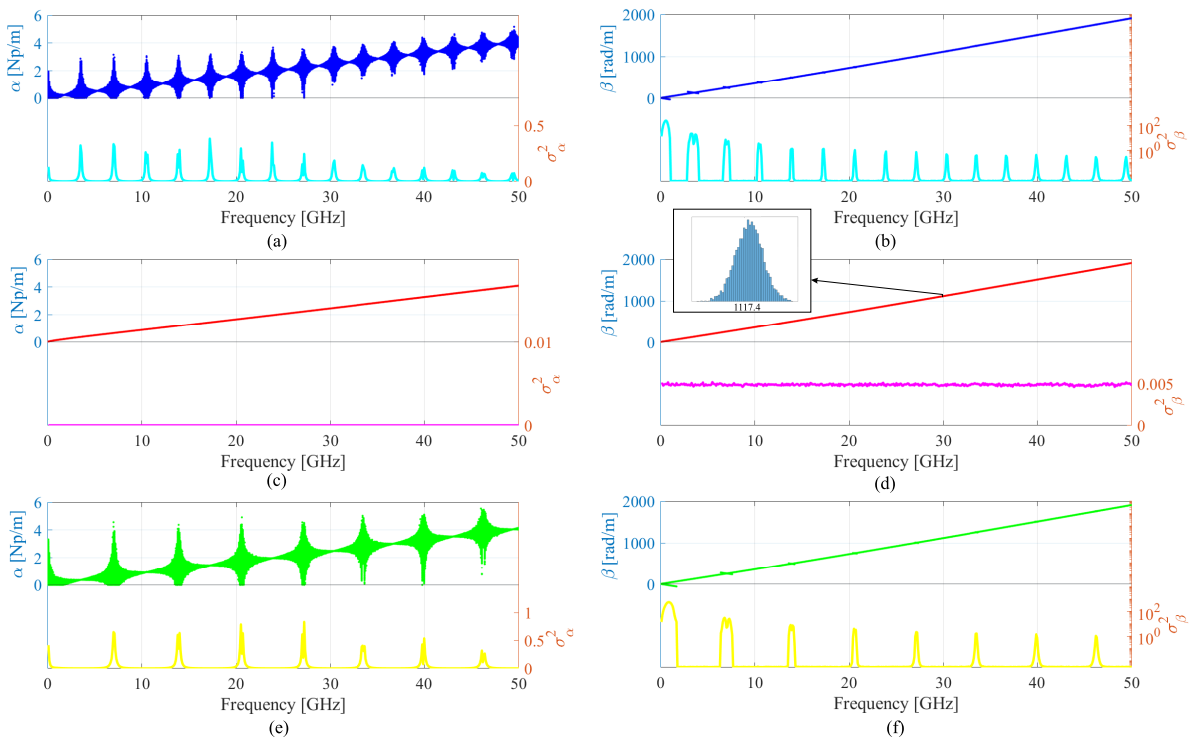 6
4
2
0
α [Np/m]
0.5
0
σ²α
0 10 20 30 40 50
Frequency [GHz]
(a)
2000
1000
0
β [rad/m]
10²
10⁰
σ²β
0 10 20 30 40 50
Frequency [GHz]
(b)
6
4
2
0
α [Np/m]
0.01
0
σ²α
0 10 20 30 40 50
Frequency [GHz]
(c)
2000
1000
0
β [rad/m]
1117.4
0.005
0
σ²β
0 10 20 30 40 50
Frequency [GHz]
(d)
6
4
2
0
α [Np/m]
1
0.5
0
σ²α
0 10 20 30 40 50
Frequency [GHz]
(e)
2000
1000
0
β [rad/m]
10²
10⁰
σ²β
0 10 20 30 40 50
Frequency [GHz]
(f)